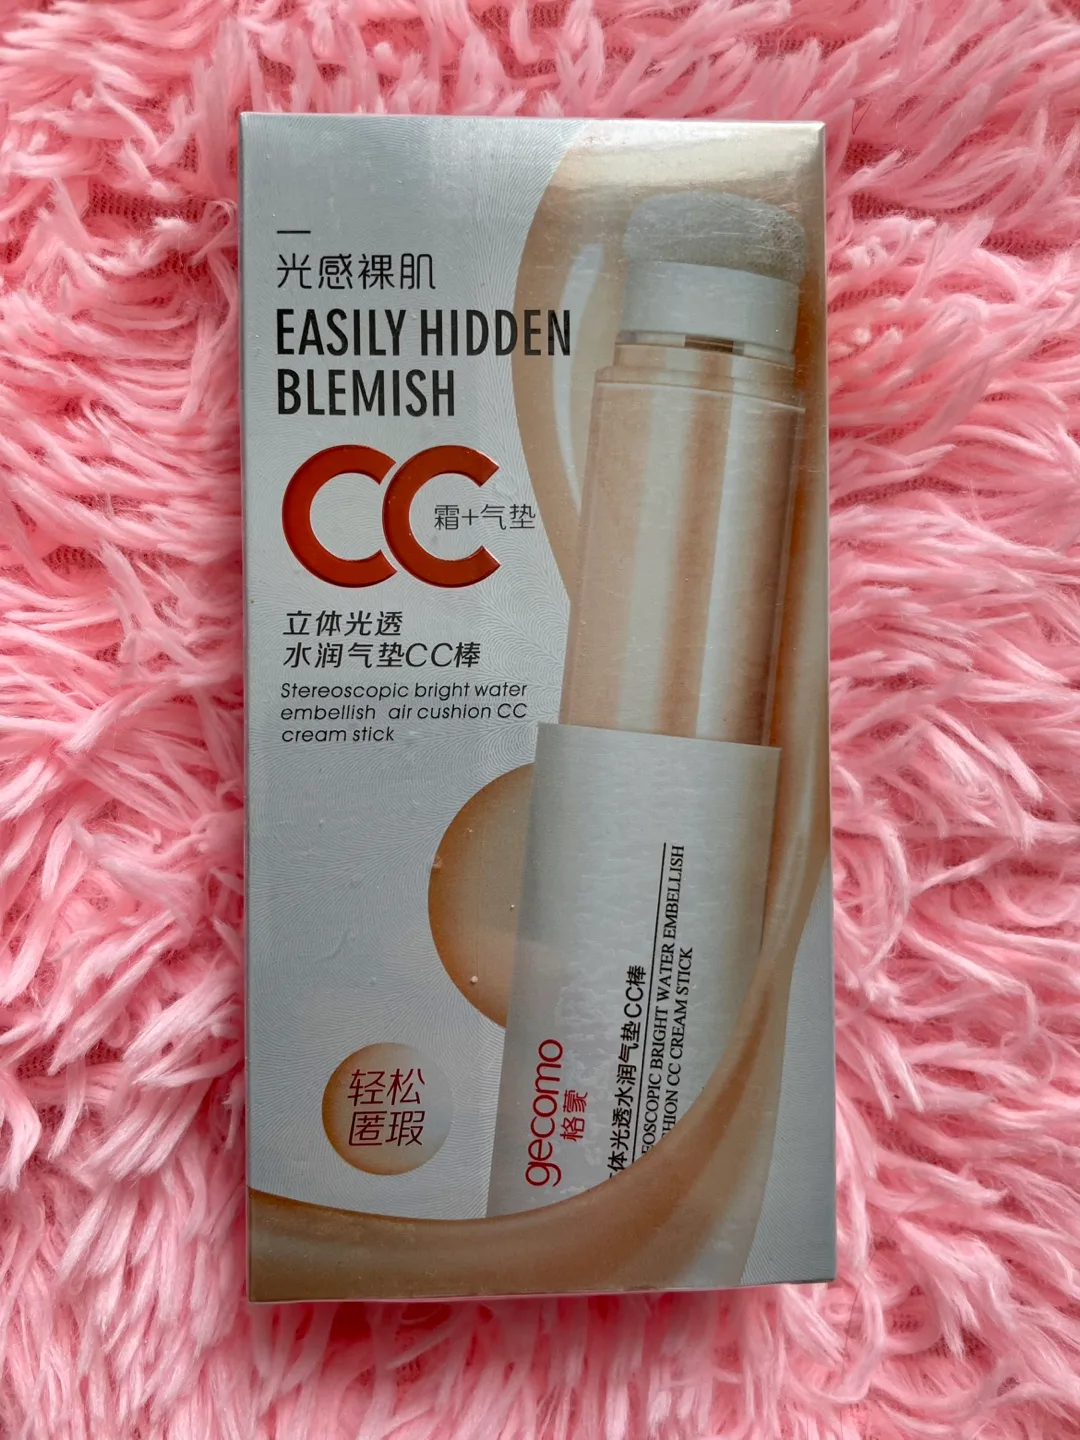 光感裸肌
EASILY HIDDEN
BLEMISH
CC
霜+气垫
立体光透
水润气垫CC棒
Stereoscopic bright water
embellish air cushion CC
cream stick
轻松
匿瑕
gecomo
格蒙
体光透水润气垫CC棒
EOSCOPIC BRIGHT WATER EMBELLISH
HION CC CREAM STICK